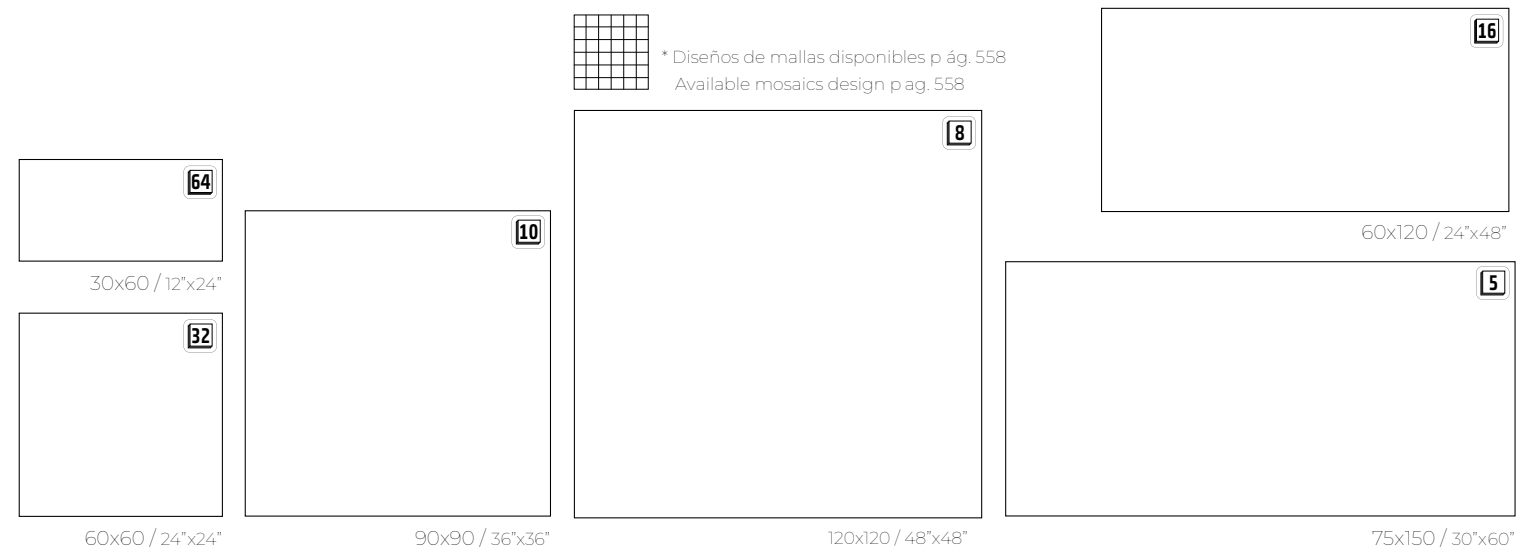 * Diseños de mallas disponibles p ág. 558
Available mosaics design p ag. 558
16
60x120 / 24”x48”
8
120x120 / 48”x48”
64
30x60 / 12”x24”
32
60x60 / 24”x24”
10
90x90 / 36”x36”
5
75x150 / 30”x60”